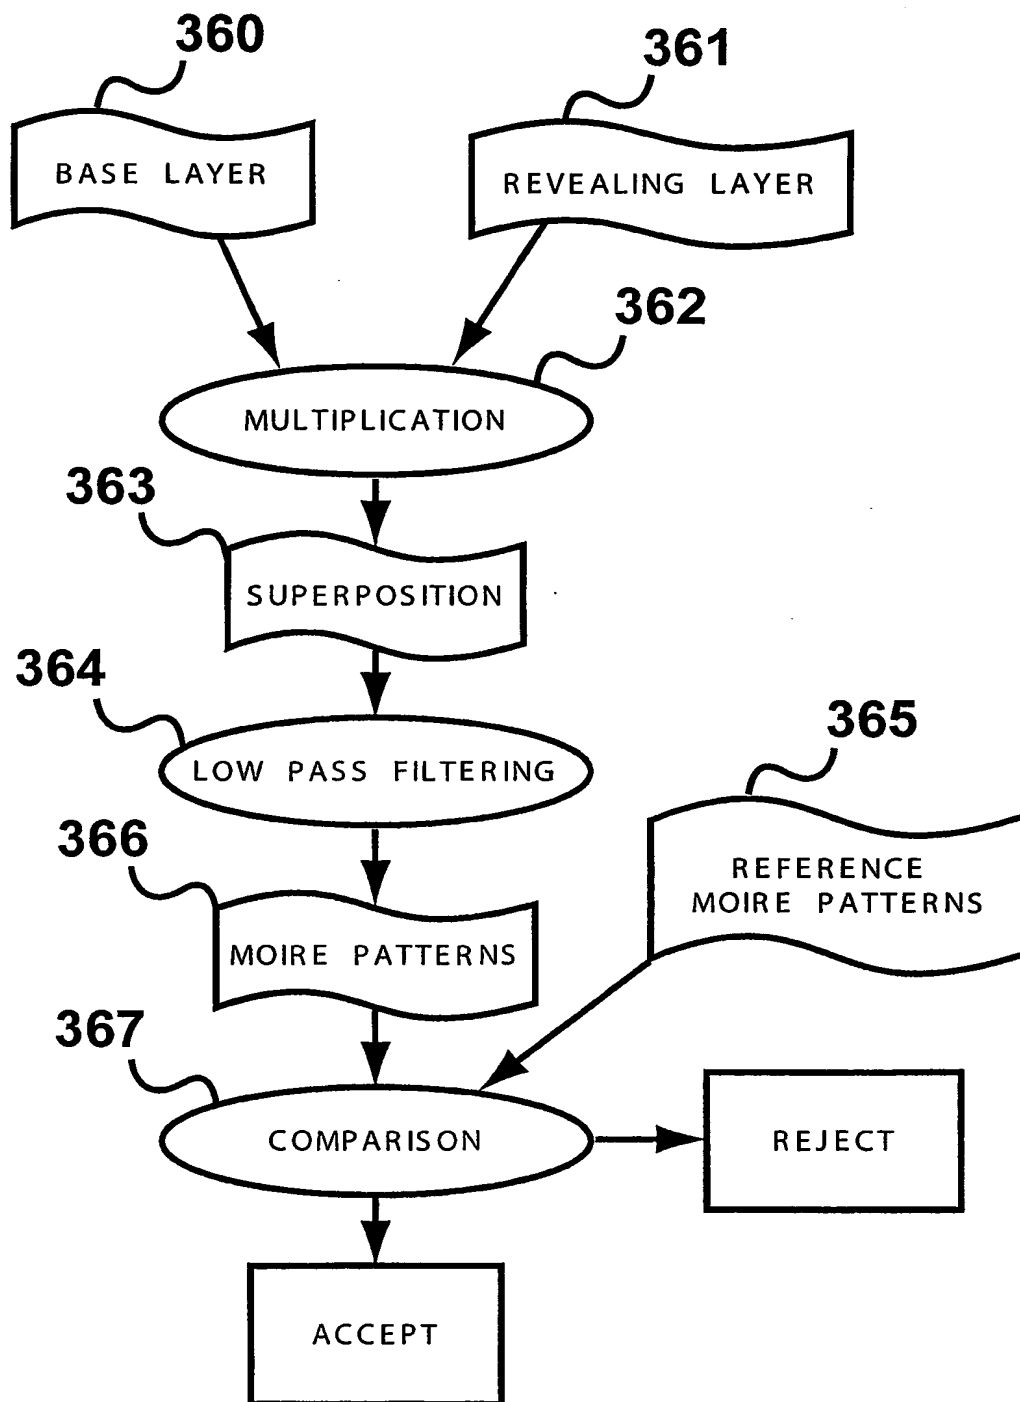 360
361
BASE LAYER
REVEALING LAYER
362
MULTIPLICATION
363
SUPERPOSITION
364
LOW PASS FILTERING
365
366
REFERENCE
MOIRE PATTERNS
MOIRE PATTERNS
367
COMPARISON
REJECT
ACCEPT